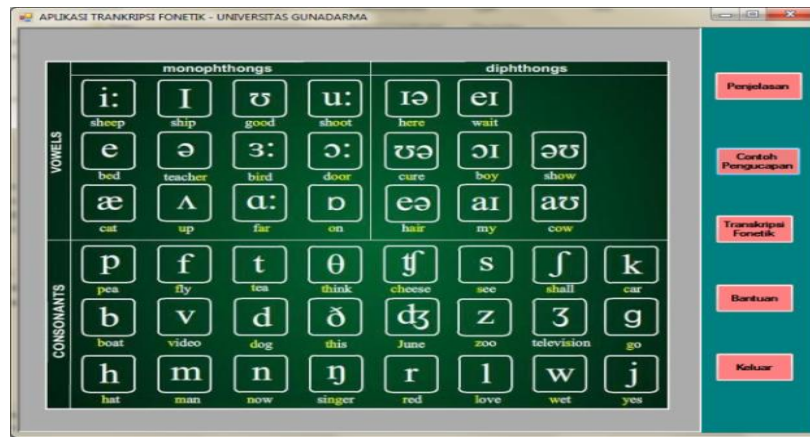 APLIKASI TRANKRIPSI FONETIK - UNIVERSITAS GUNADARMA
monophthongs diphthongs
VOWELS
i: I ʊ u: ɪə eɪ
sheep ship good shoot here wait
e ə ɜ: ɔ: ʊə ɔɪ əʊ
bed teacher bird door cure boy show
æ ʌ ɑ: ɒ eə aɪ aʊ
cat up far on hair my cow
CONSONANTS
p f t θ ʧ s ʃ k
pea fly tea think cheese see shall car
b v d ð ʤ z ʒ g
boat video dog this June zoo television go
h m n ŋ r l w j
hat man now singer red love wet yes
Penjelasan
Contoh
Pengucapan
Transkripsi
Fonetik
Bantuan
Keluar